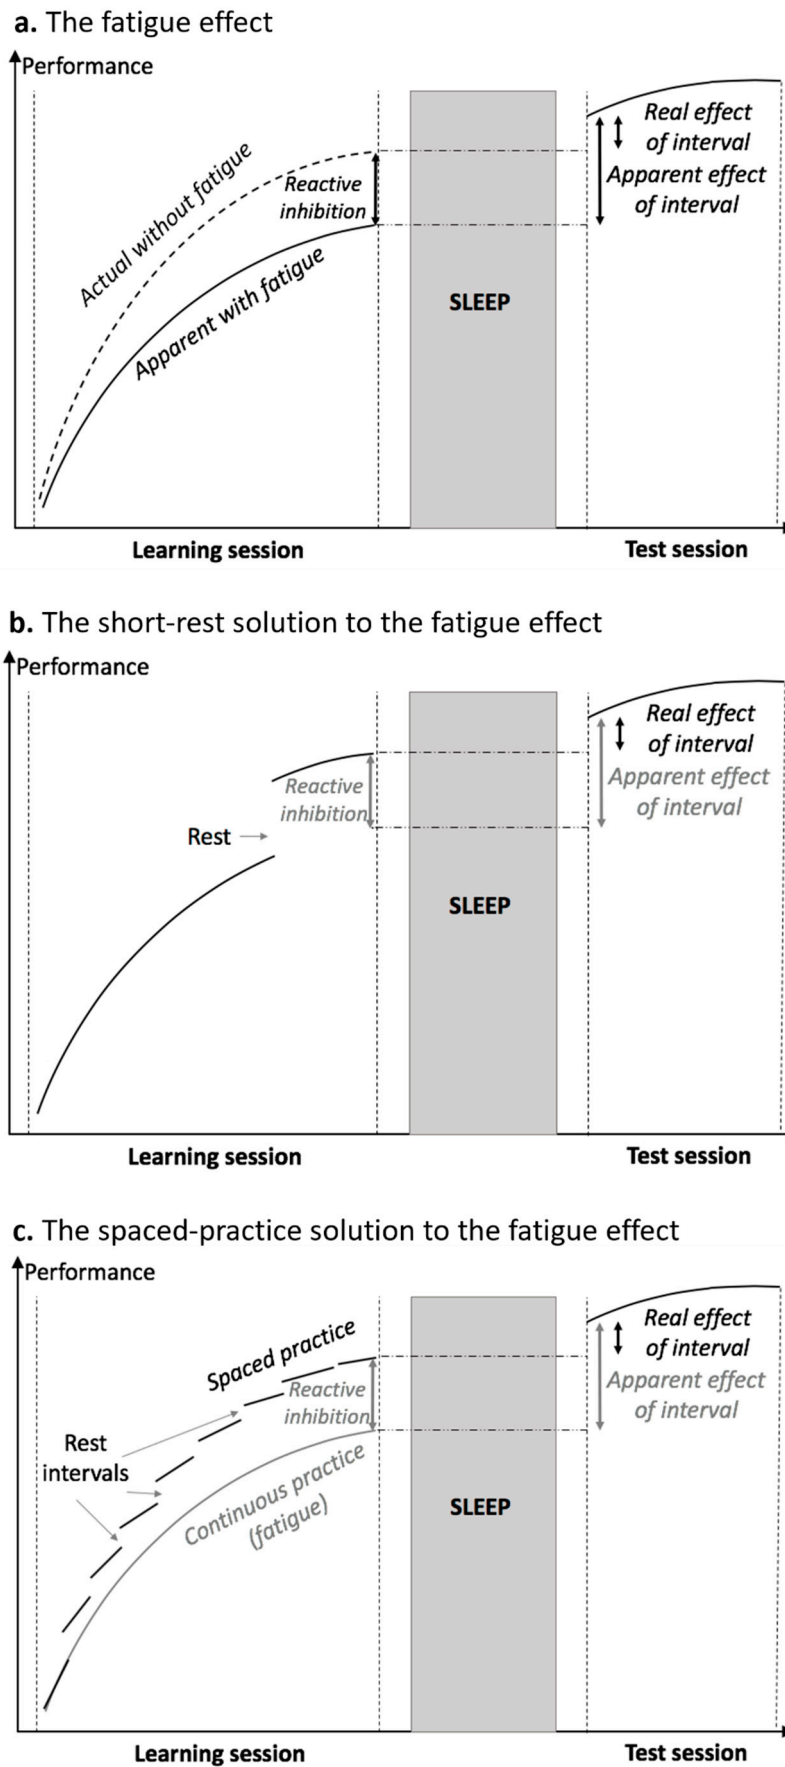 a. The fatigue effect
Performance
Actual without fatigue
Apparent with fatigue
Reactive
inhibition
SLEEP
Real effect
of interval
Apparent effect
of interval
Learning session
Test session
b. The short-rest solution to the fatigue effect
Performance
Rest
Reactive
inhibition
SLEEP
Real effect
of interval
Apparent effect
of interval
Learning session
Test session
c. The spaced-practice solution to the fatigue effect
Performance
Spaced practice
Reactive
inhibition
Rest
intervals
Continuous practice
(fatigue)
SLEEP
Real effect
of interval
Apparent effect
of interval
Learning session
Test session